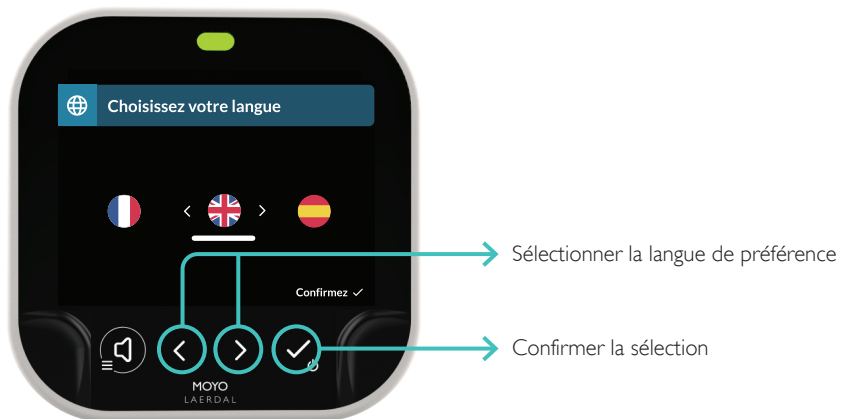 Choisissez votre langue
Sélectionner la langue de préférence
Confirmez
Confirmer la sélection
MOYO
LAERDAL